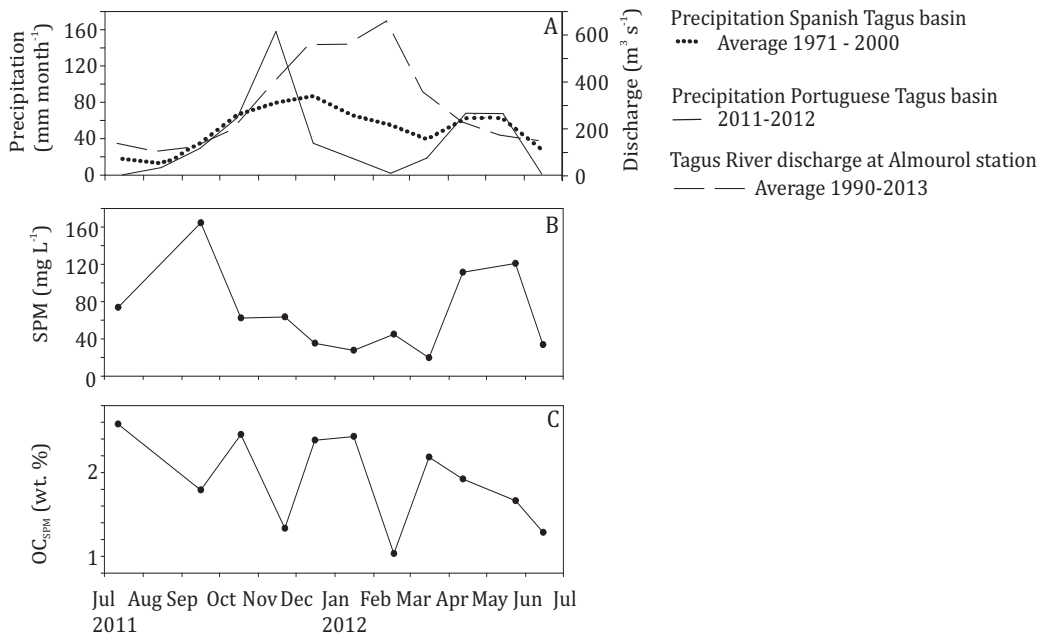 Precipitation
(mm month⁻¹)
160
120
80
40
0
A
600
400
200
0
Discharge (m³ s⁻¹)
Precipitation Spanish Tagus basin
Average 1971 - 2000
Precipitation Portuguese Tagus basin
2011-2012
Tagus River discharge at Almourol station
Average 1990-2013
SPM (mg L⁻¹)
160
120
80
40
0
B
OC_SPM (wt. %)
2
1
C
Jul Aug Sep Oct Nov Dec Jan Feb Mar Apr May Jun Jul
2011 2012